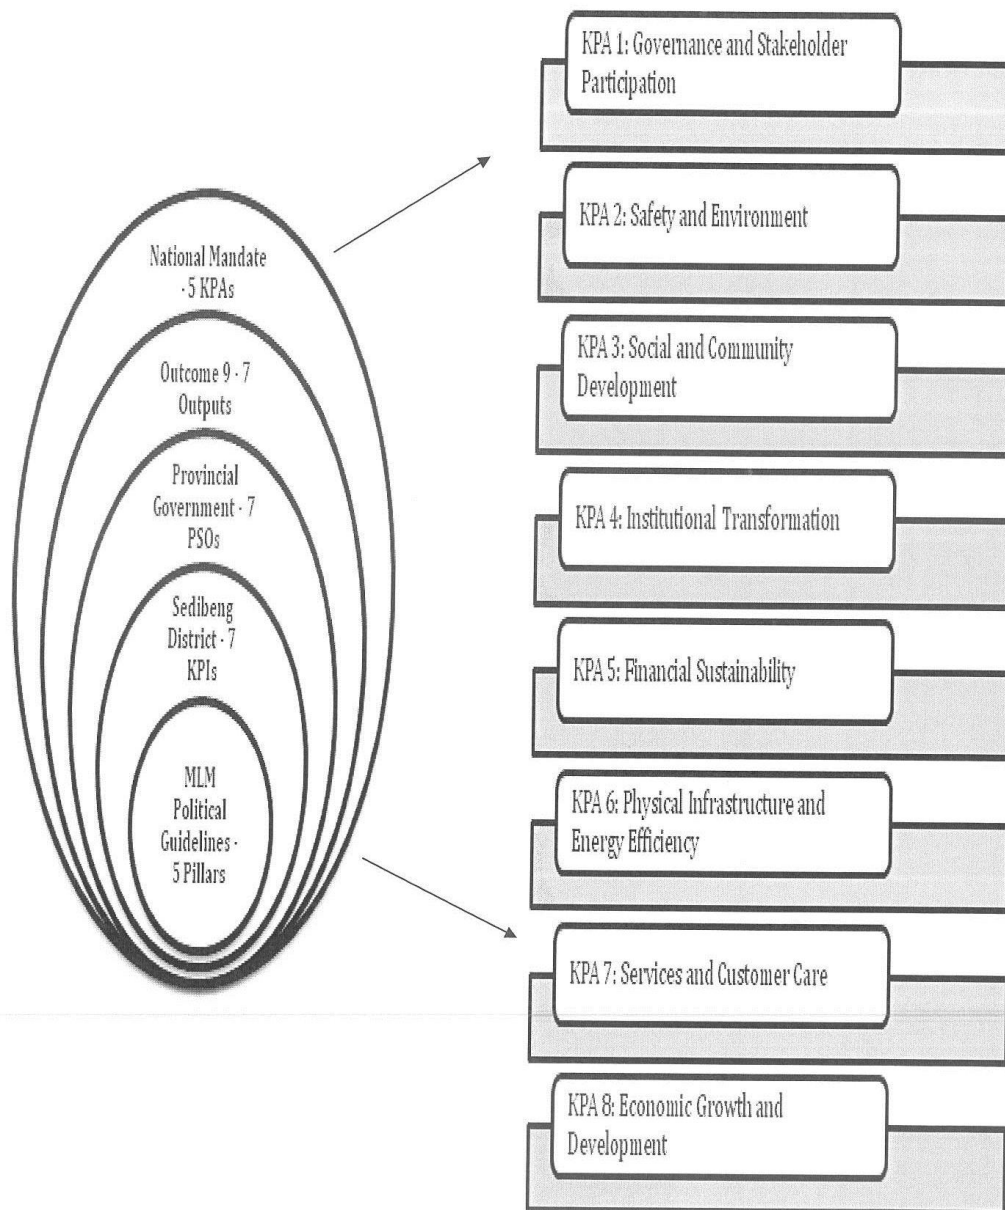 National Mandate
- 5 KPAs
Outcome 9 - 7
Outputs
Provincial
Government - 7
PSOs
Sedibeng
District - 7
KPIs
MLM
Political
Guidelines -
5 Pillars
KPA 1: Governance and Stakeholder
Participation
KPA 2: Safety and Environment
KPA 3: Social and Community
Development
KPA 4: Institutional Transformation
KPA 5: Financial Sustainability
KPA 6: Physical Infrastructure and
Energy Efficiency
KPA 7: Services and Customer Care
KPA 8: Economic Growth and
Development